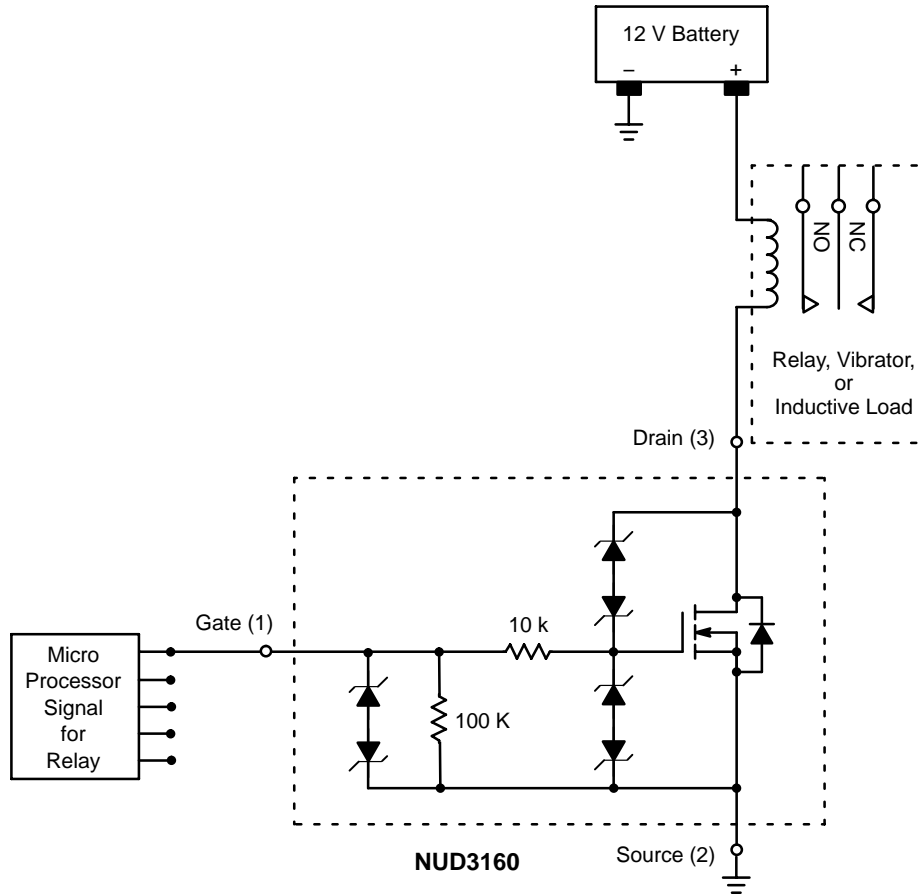 12 V Battery
– +
NO
NC
Relay, Vibrator,
or
Inductive Load
Drain (3)
Gate (1)
10 k
Micro
Processor
Signal
for
Relay
100 K
NUD3160
Source (2)